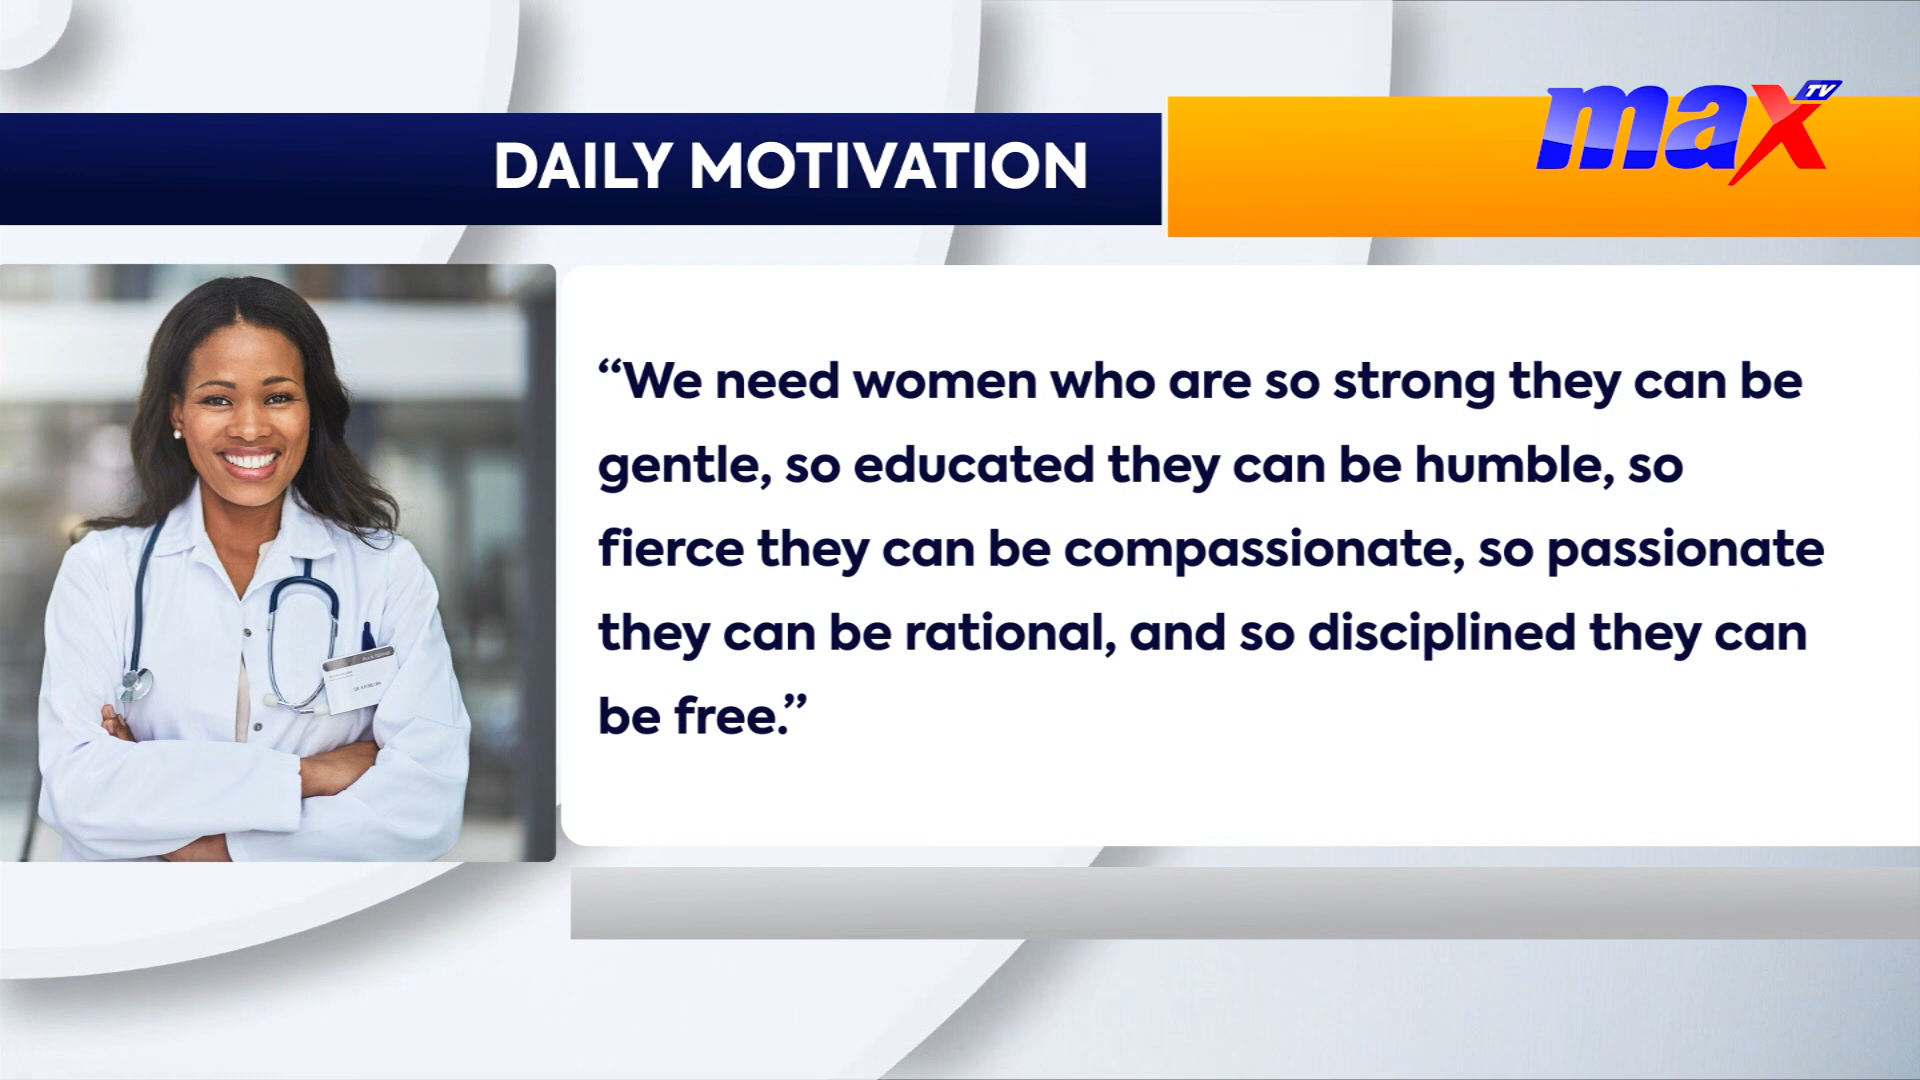 DAILY MOTIVATION
max TV
“We need women who are so strong they can be
gentle, so educated they can be humble, so
fierce they can be compassionate, so passionate
they can be rational, and so disciplined they can
be free.”